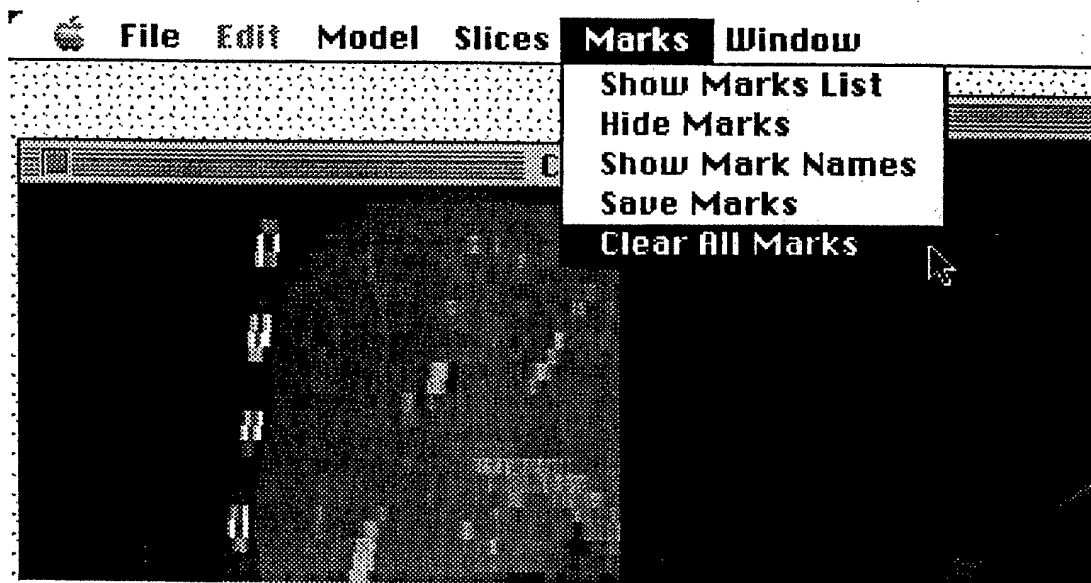 File Edit Model Slices Marks Window
Show Marks List
Hide Marks
Show Mark Names
Save Marks
Clear All Marks
C